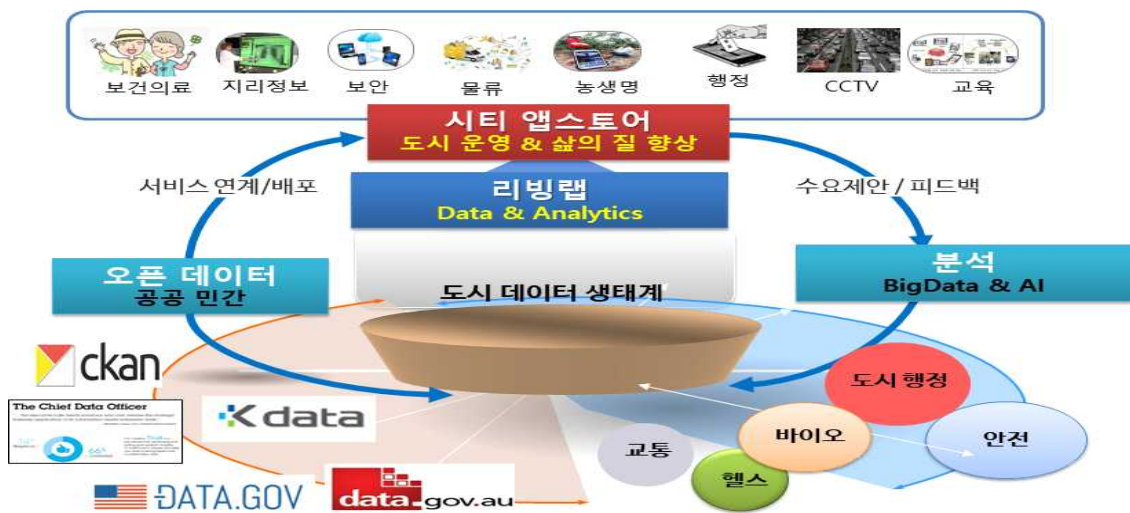 보건의료
지리정보
보안
물류
농생명
행정
CCTV
교육
시티 앱스토어
도시 운영 & 삶의 질 향상
서비스 연계/배포
리빙랩
Data & Analytics
수요제안 / 피드백
오픈 데이터
공공 민간
분석
BigData & AI
도시 데이터 생태계
ckan
The Chief Data Officer
66%
Kdata
DATA.GOV
data.gov.au
도시 행정
교통
바이오
안전
헬스